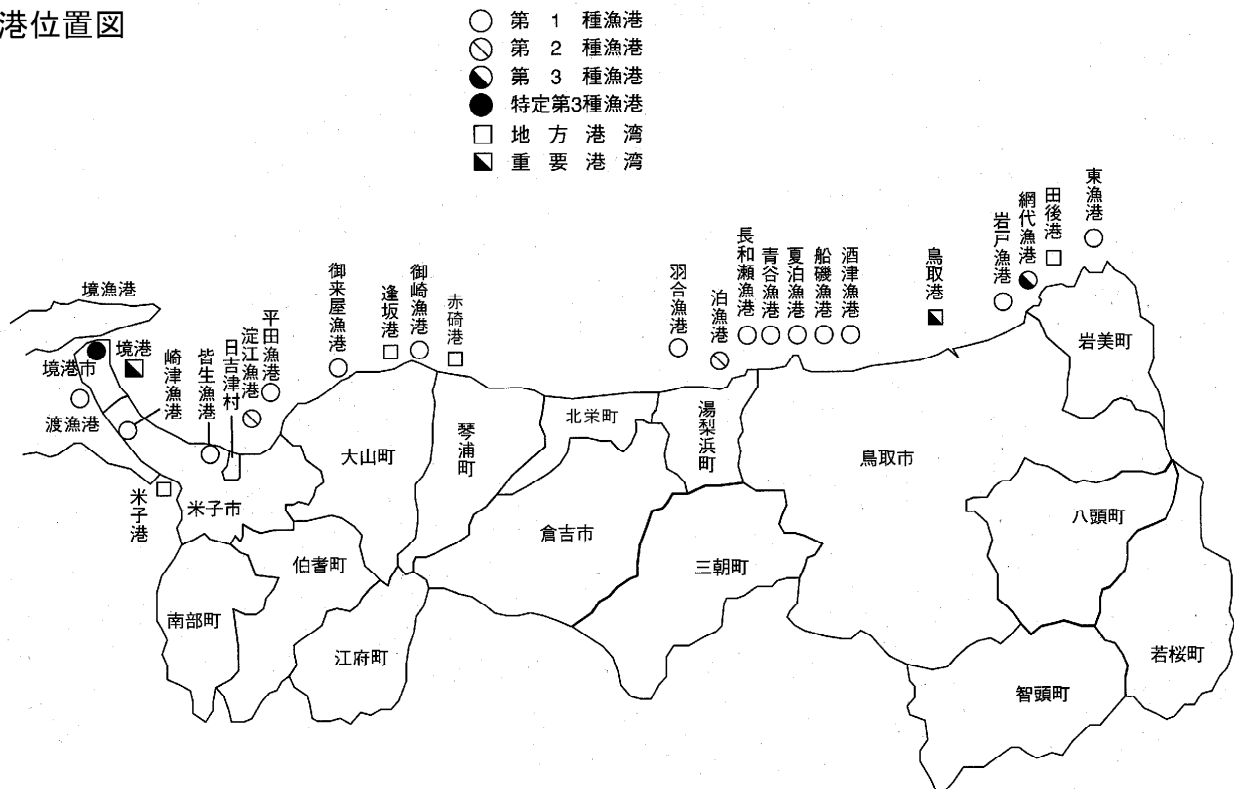 港位置図
第1種漁港
第2種漁港
第3種漁港
特定第3種漁港
地方港湾
重要港湾
境漁港
境港市
境港
渡漁港
崎津漁港
皆生漁港
日吉津村
淀江漁港
平田漁港
米子港
米子市
御来屋漁港
逢坂港
御崎漁港
赤碕港
羽合漁港
泊漁港
長和瀬漁港
青谷漁港
夏泊漁港
船磯漁港
酒津漁港
鳥取港
岩戸漁港
網代漁港
田後港
東漁港
岩美町
大山町
琴浦町
北栄町
湯梨浜町
鳥取市
八頭町
倉吉市
三朝町
伯耆町
南部町
江府町
若桜町
智頭町